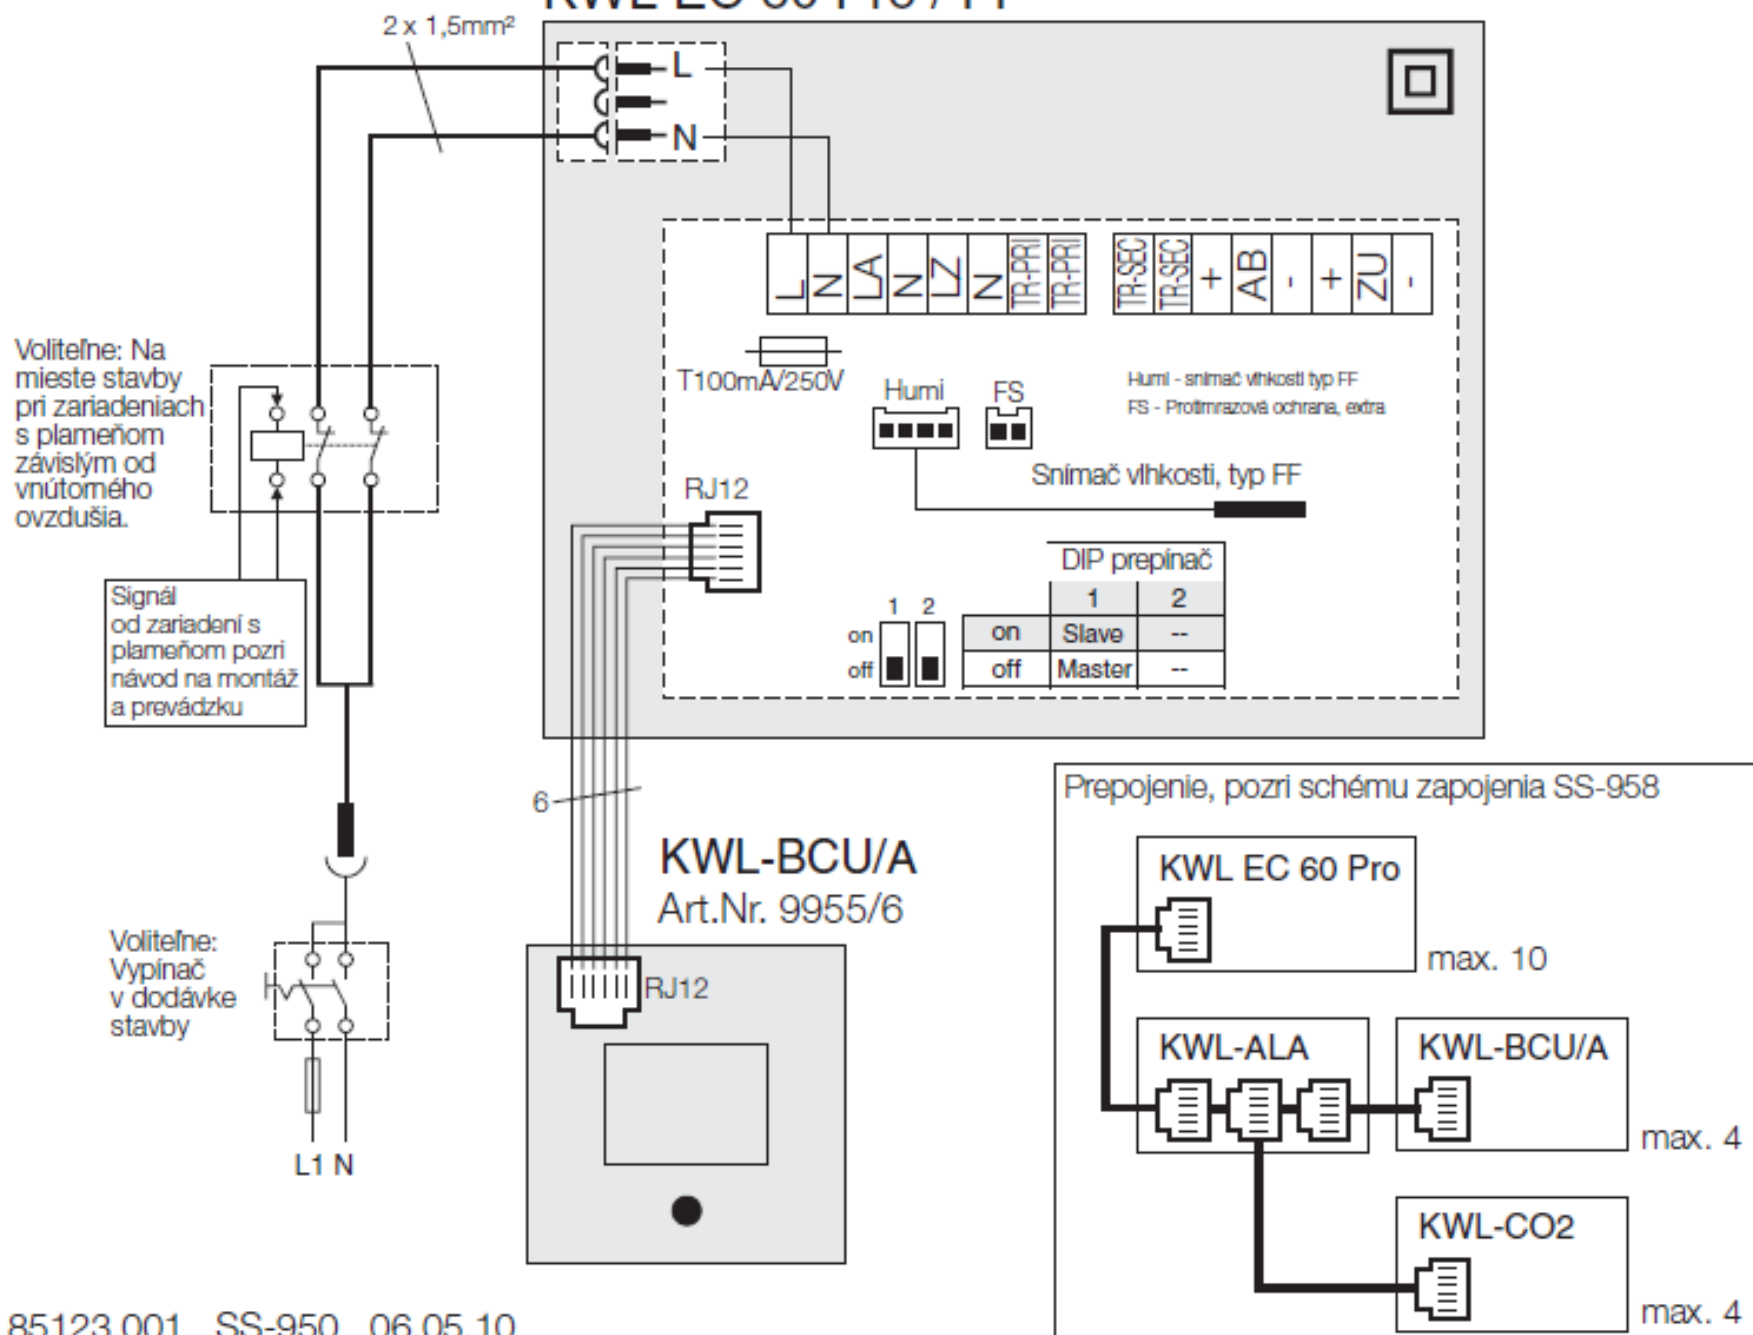 KWL EC 60 Pro / FF
2 x 1,5mm²
L
N
L N LA N LZ N TR-PRI TR-PRI TR-SEC TR-SEC + AB - + ZU -
T100mA/250V
Humi
FS
Humi - snímač vlhkosti typ FF
FS - Protimrazová ochrana, extra
Snímač vlhkosti, typ FF
RJ12
DIP prepínač
1 2
1 2
on
off
on Slave --
off Master --
Voliteľne: Na
mieste stavby
pri zariadeniach
s plameňom
závislým od
vnútorného
ovzdušia.
Signál
od zariadení s
plameňom pozri
návod na montáž
a prevádzku
6
KWL-BCU/A
Art.Nr. 9955/6
RJ12
Voliteľne:
Vypínač
v dodávke
stavby
L1 N
Prepojenie, pozri schému zapojenia SS-958
KWL EC 60 Pro
max. 10
KWL-ALA
KWL-BCU/A
max. 4
KWL-CO2
max. 4
85123 001 SS-950 06.05.10